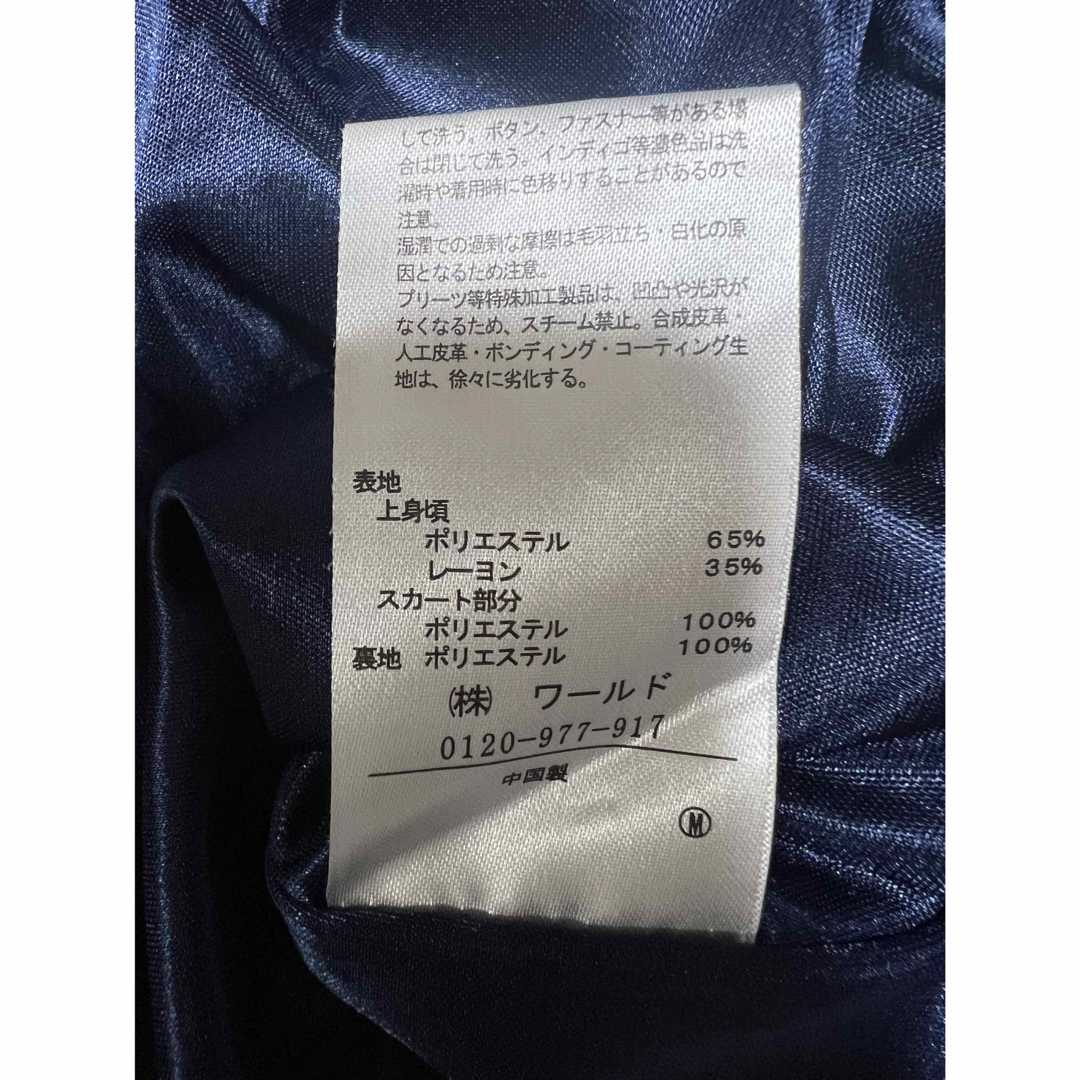 して洗う。ボタン、ファスナー等がある場
合は閉じて洗う。インディゴ等濃色品は洗
濯時や着用時に色移りすることがあるので
注意。
湿潤での過剰な摩擦は毛羽立ち・白化の原
因となるため注意。
プリーツ等特殊加工製品は、凹凸や光沢が
なくなるため、スチーム禁止。合成皮革・
人工皮革・ボンディング・コーティング生
地は、徐々に劣化する。
表地
上身頃
ポリエステル 65%
レーヨン 35%
スカート部分
ポリエステル 100%
裏地 ポリエステル 100%
㈱ ワールド
0120-977-917
中国製
Ⓜ